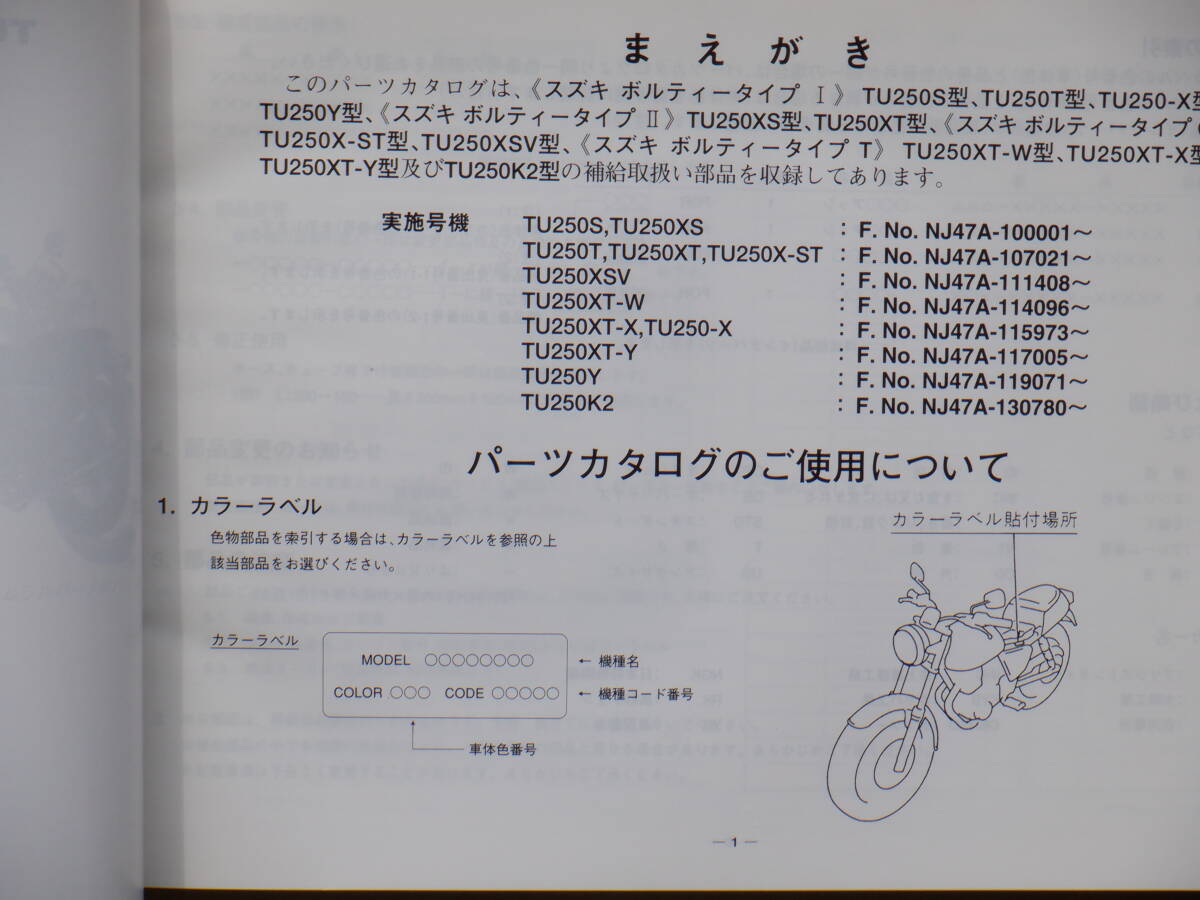 まえがき
このパーツカタログは、《スズキ ボルティータイプ Ⅰ》TU250S型、TU250T型、TU250-X型
TU250Y型、《スズキ ボルティータイプ Ⅱ》TU250XS型、TU250XT型、《スズキ ボルティータイプ
TU250X-ST型、TU250XSV型、《スズキ ボルティータイプ T》 TU250XT-W型、TU250XT-X型
TU250XT-Y型及びTU250K2型の補給取扱い部品を収録してあります。
実施号機 TU250S,TU250XS : F. No. NJ47A-100001～
TU250T,TU250XT,TU250X-ST : F. No. NJ47A-107021～
TU250XSV : F. No. NJ47A-111408～
TU250XT-W : F. No. NJ47A-114096～
TU250XT-X,TU250-X : F. No. NJ47A-115973～
TU250XT-Y : F. No. NJ47A-117005～
TU250Y : F. No. NJ47A-119071～
TU250K2 : F. No. NJ47A-130780～
パーツカタログのご使用について
1. カラーラベル
色物部品を索引する場合は、カラーラベルを参照の上
該当部品をお選びください。
カラーラベル貼付場所
カラーラベル
MODEL ○○○○○○○○ ← 機種名
COLOR ○○○ CODE ○○○○○ ← 機種コード番号
車体色番号
— 1 —